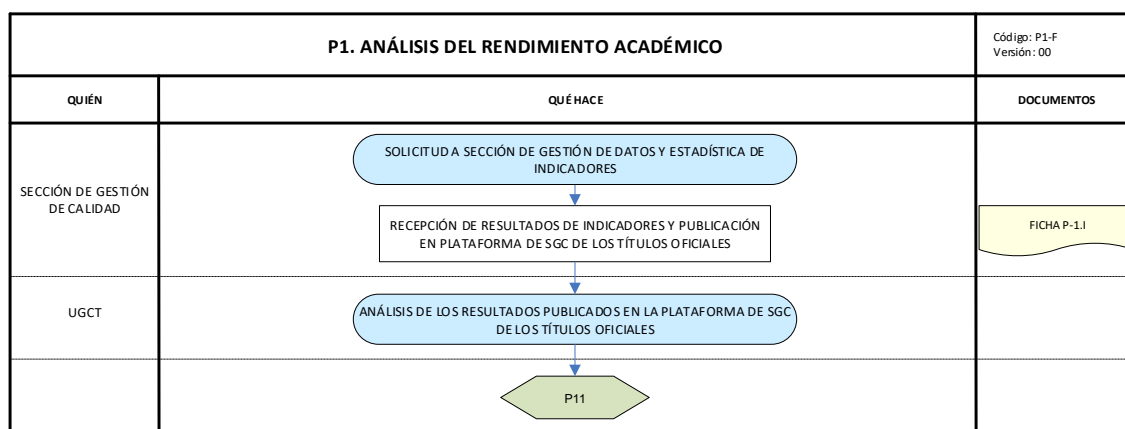 P1. ANÁLISIS DEL RENDIMIENTO ACADÉMICO
Código: P1-F
Versión: 00
QUIÉN
QUÉ HACE
DOCUMENTOS
SOLICITUD A SECCIÓN DE GESTIÓN DE DATOS Y ESTADÍSTICA DE
INDICADORES
SECCIÓN DE GESTIÓN
DE CALIDAD
RECEPCIÓN DE RESULTADOS DE INDICADORES Y PUBLICACIÓN
EN PLATAFORMA DE SGC DE LOS TÍTULOS OFICIALES
FICHA P-1.I
UGCT
ANÁLISIS DE LOS RESULTADOS PUBLICADOS EN LA PLATAFORMA DE SGC
DE LOS TÍTULOS OFICIALES
P11